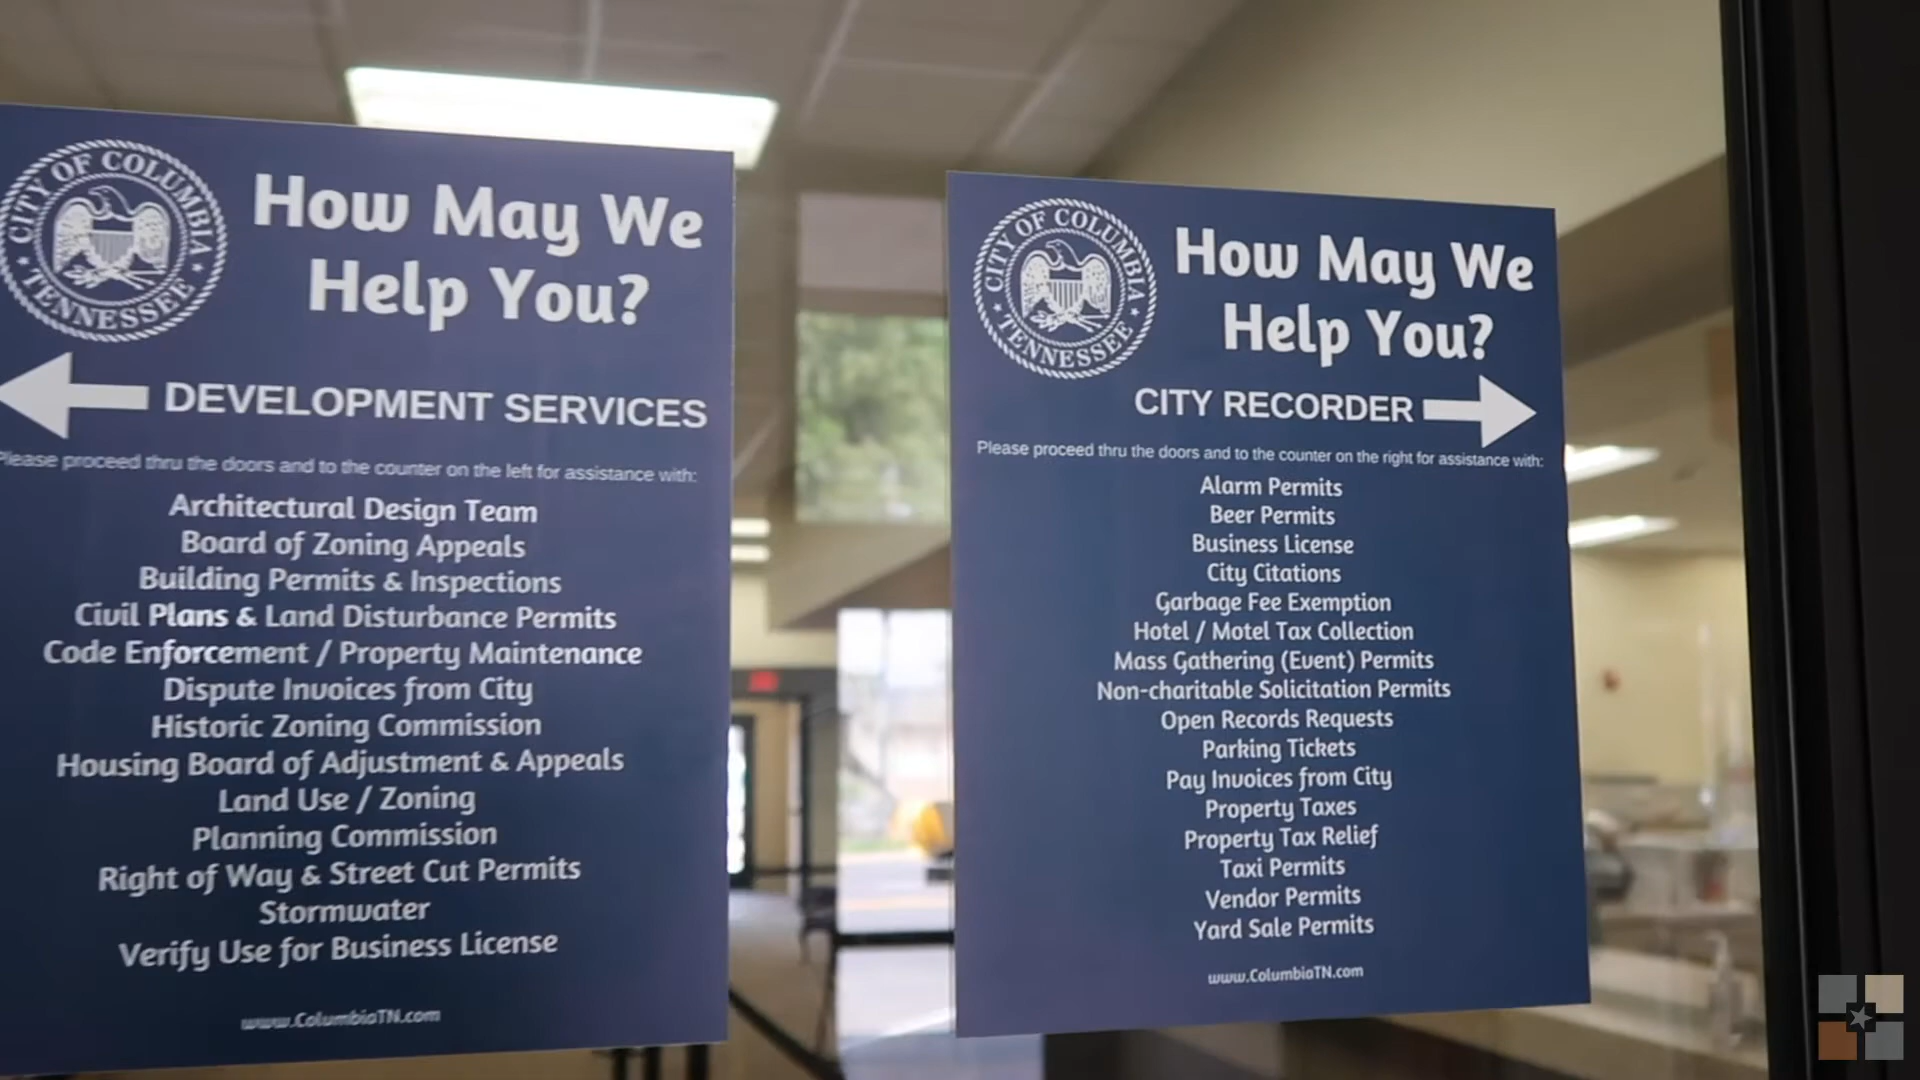 CITY OF COLUMBIA
TENNESSEE
How May We
Help You?
DEVELOPMENT SERVICES
Please proceed thru the doors and to the counter on the left for assistance with:
Architectural Design Team
Board of Zoning Appeals
Building Permits & Inspections
Civil Plans & Land Disturbance Permits
Code Enforcement / Property Maintenance
Dispute Invoices from City
Historic Zoning Commission
Housing Board of Adjustment & Appeals
Land Use / Zoning
Planning Commission
Right of Way & Street Cut Permits
Stormwater
Verify Use for Business License
www.ColumbiaTN.com
CITY OF COLUMBIA
TENNESSEE
How May We
Help You?
CITY RECORDER
Please proceed thru the doors and to the counter on the right for assistance with:
Alarm Permits
Beer Permits
Business License
City Citations
Garbage Fee Exemption
Hotel / Motel Tax Collection
Mass Gathering (Event) Permits
Non-charitable Solicitation Permits
Open Records Requests
Parking Tickets
Pay Invoices from City
Property Taxes
Property Tax Relief
Taxi Permits
Vendor Permits
Yard Sale Permits
www.ColumbiaTN.com